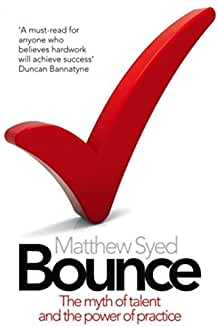 ‘A must-read for
anyone who
believes hardwork
will achieve success’
Duncan Bannatyne
Matthew Syed
Bounce
The myth of talent
and the power of practice